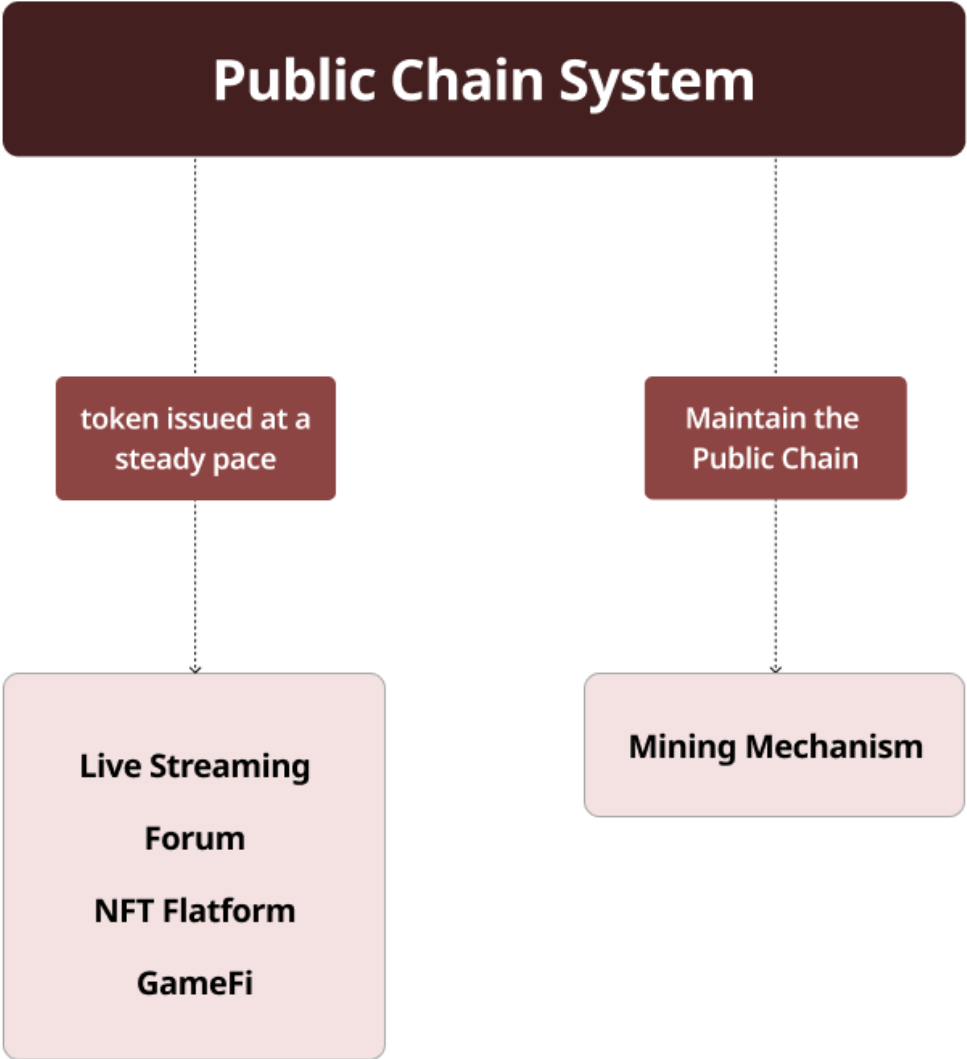 Public Chain System
token issued at a
steady pace
Maintain the
Public Chain
Live Streaming
Forum
NFT Flatform
GameFi
Mining Mechanism